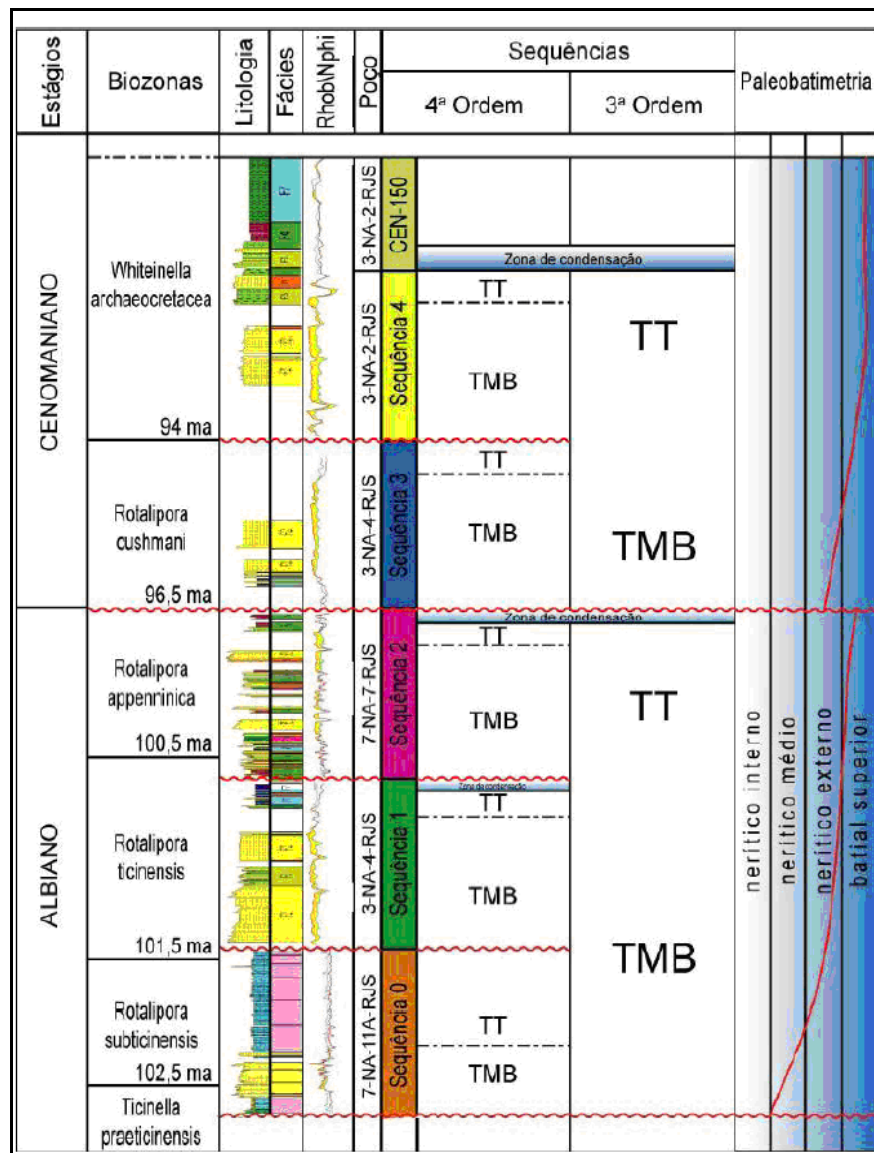 Estágios
Biozonas
Litologia
Fácies
Rhob\Nphi
Poço
Sequências
4ª Ordem
3ª Ordem
Paleobatimetria
CENOMANIANO
Whiteinella
archaeocretacea
94 ma
Rotalipora
cushmani
96,5 ma
ALBIANO
Rotalipora
appenninica
100,5 ma
Rotalipora
ticinensis
101,5 ma
Rotalipora
subticinensis
102,5 ma
Ticinella
praeticinensis
3-NA-2-RJS
3-NA-2-RJS
3-NA-4-RJS
7-NA-7-RJS
3-NA-4-RJS
7-NA-11A-RJS
CEN-150
Sequência 4
Sequência 3
Sequência 2
Sequência 1
Sequência 0
Zona de condensação
TT
TMB
TT
TMB
Zona de condensação
TT
TMB
Zona de condensação
TT
TMB
TT
TMB
TT
TMB
TT
TMB
nerítico interno
nerítico médio
nerítico externo
batial superior